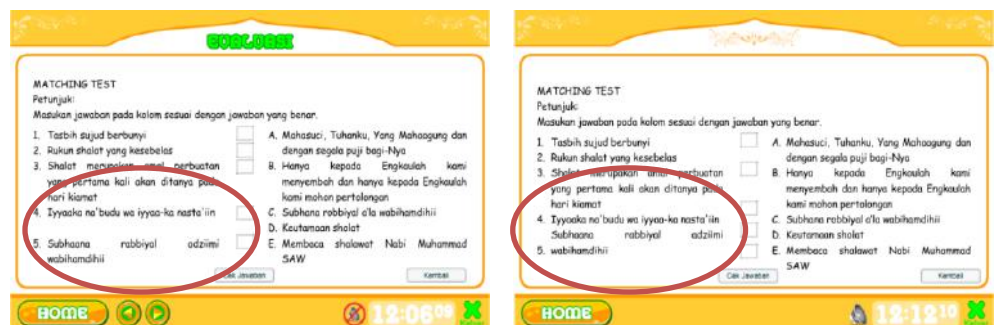 EVALUASI
MATCHING TEST
Petunjuk:
Masukan jawaban pada kolom sesuai dengan jawaban yang benar.
1. Tasbih sujud berbunyi
2. Rukun shalat yang kesebelas
3. Shalat merupakan amal perbuatan
yang pertama kali akan ditanya pada
hari kiamat
4. Iyyaaka na'budu wa iyyaa-ka nasta'iin
5. Subhaana rabbiyal adziimi
wabihamdihii
A. Mahasuci, Tuhanku, Yang Mahaagung dan
dengan segala puji bagi-Nya
B. Hanya kepada Engkaulah kami
menyembah dan hanya kepada Engkaulah
kami mohon pertolongan
C. Subhana robbiyal a'la wabihamdihii
D. Keutamaan sholat
E. Membaca sholawat Nabi Muhammad
SAW
Cek Jawaban
Kembali
HOME
12:06:09
MATCHING TEST
Petunjuk:
Masukan jawaban pada kolom sesuai dengan jawaban yang benar.
1. Tasbih sujud berbunyi
2. Rukun shalat yang kesebelas
3. Shalat merupakan amal perbuatan
yang pertama kali akan ditanya pada
hari kiamat
4. Iyyaaka na'budu wa iyyaa-ka nasta'iin
Subhaana rabbiyal adziimi
5. wabihamdihii
A. Mahasuci, Tuhanku, Yang Mahaagung dan
dengan segala puji bagi-Nya
B. Hanya kepada Engkaulah kami
menyembah dan hanya kepada Engkaulah
kami mohon pertolongan
C. Subhana robbiyal a'la wabihamdihii
D. Keutamaan sholat
E. Membaca shalawat Nabi Muhammad
SAW
Cek Jawaban
Kembali
HOME
12:12:10